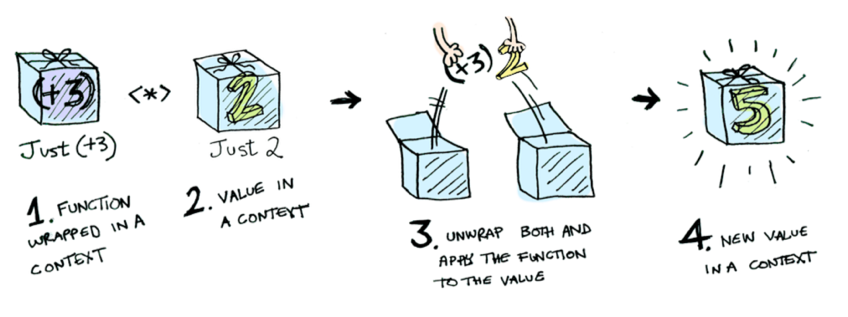 (+3)
<*>
2
Just (+3)
Just 2
1. FUNCTION
WRAPPED IN A
CONTEXT
2. VALUE IN
A CONTEXT
(+3) 2
3. UNWRAP BOTH AND
APPLY THE FUNCTION
TO THE VALUE
5
4. NEW VALUE
IN A CONTEXT